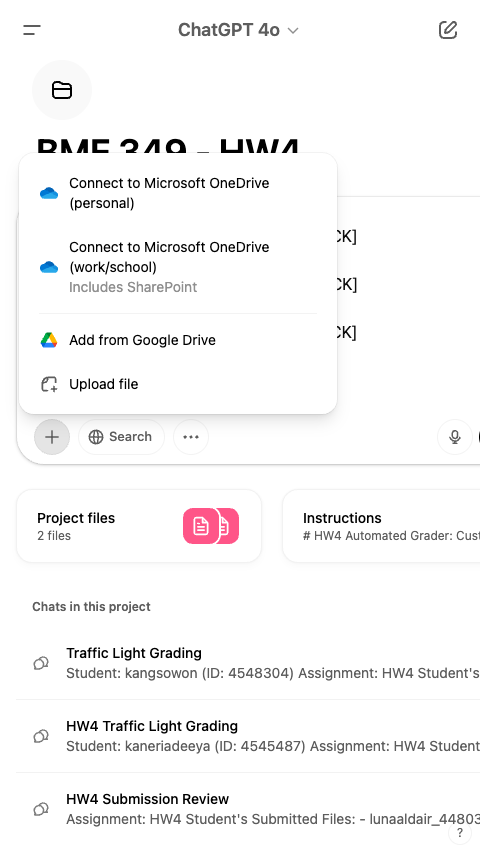 ChatGPT 4o
BME 349 - HW4
Connect to Microsoft OneDrive
(personal)
Connect to Microsoft OneDrive
(work/school)
Includes SharePoint
Add from Google Drive
Upload file
CK]
CK]
CK]
Search
Project files
2 files
Instructions
# HW4 Automated Grader: Cust
Chats in this project
Traffic Light Grading
Student: kangsowon (ID: 4548304) Assignment: HW4 Student's
HW4 Traffic Light Grading
Student: kaneriadeeya (ID: 4545487) Assignment: HW4 Student
HW4 Submission Review
Assignment: HW4 Student's Submitted Files: - lunaaldair_44803
?